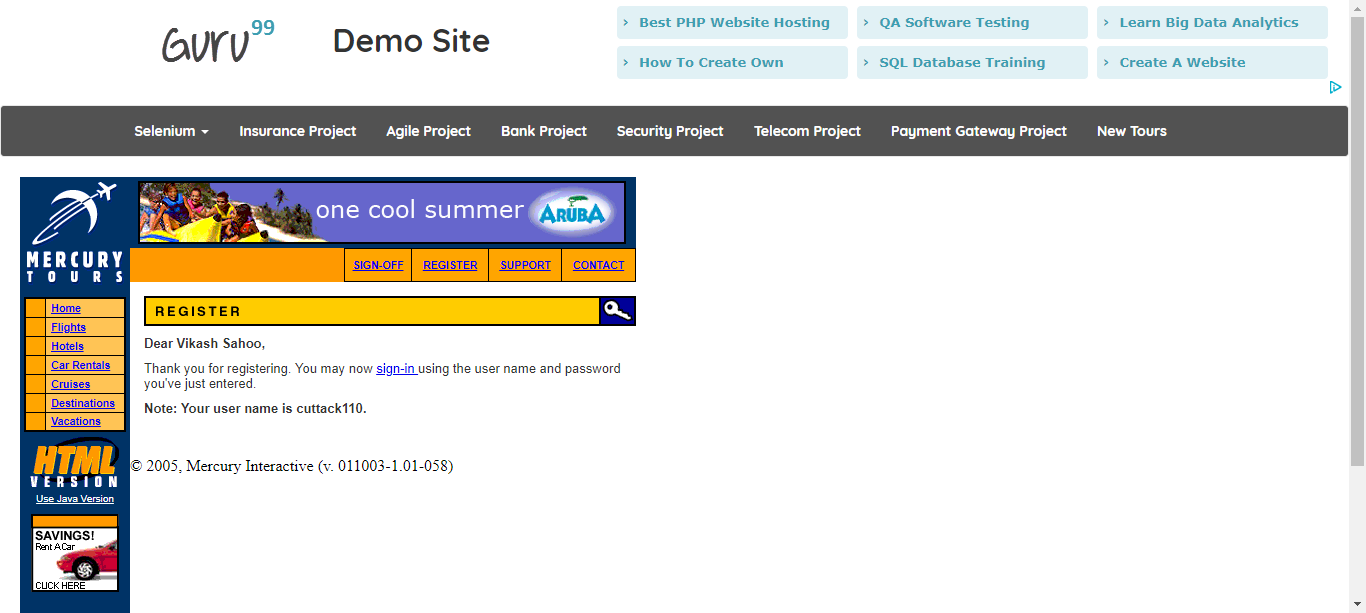 Guru99
Demo Site
› Best PHP Website Hosting
› QA Software Testing
› Learn Big Data Analytics
› How To Create Own
› SQL Database Training
› Create A Website
Selenium
Insurance Project
Agile Project
Bank Project
Security Project
Telecom Project
Payment Gateway Project
New Tours
MERCURY
TOURS
one cool summer
ARUBA
SIGN-OFF
REGISTER
SUPPORT
CONTACT
Home
Flights
Hotels
Car Rentals
Cruises
Destinations
Vacations
HTML
VERSION
Use Java Version
SAVINGS!
Rent A Car
CLICK HERE
REGISTER
Dear Vikash Sahoo,
Thank you for registering. You may now sign-in using the user name and password
you've just entered.
Note: Your user name is cuttack110.
© 2005, Mercury Interactive (v. 011003-1.01-058)